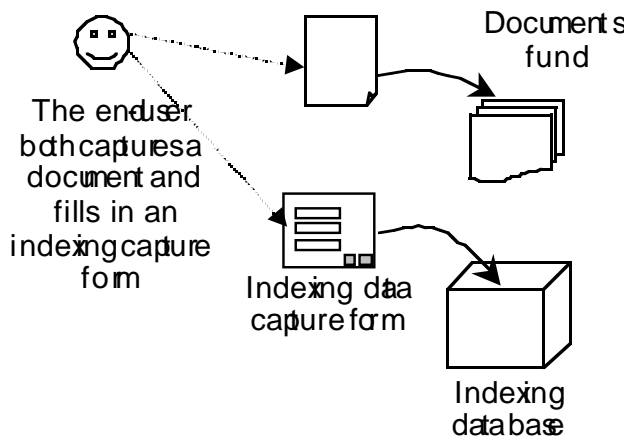 Documents
fund
The end-user
both captures a
document and
fills in an
indexing capture
form
Indexing data
capture form
Indexing
database